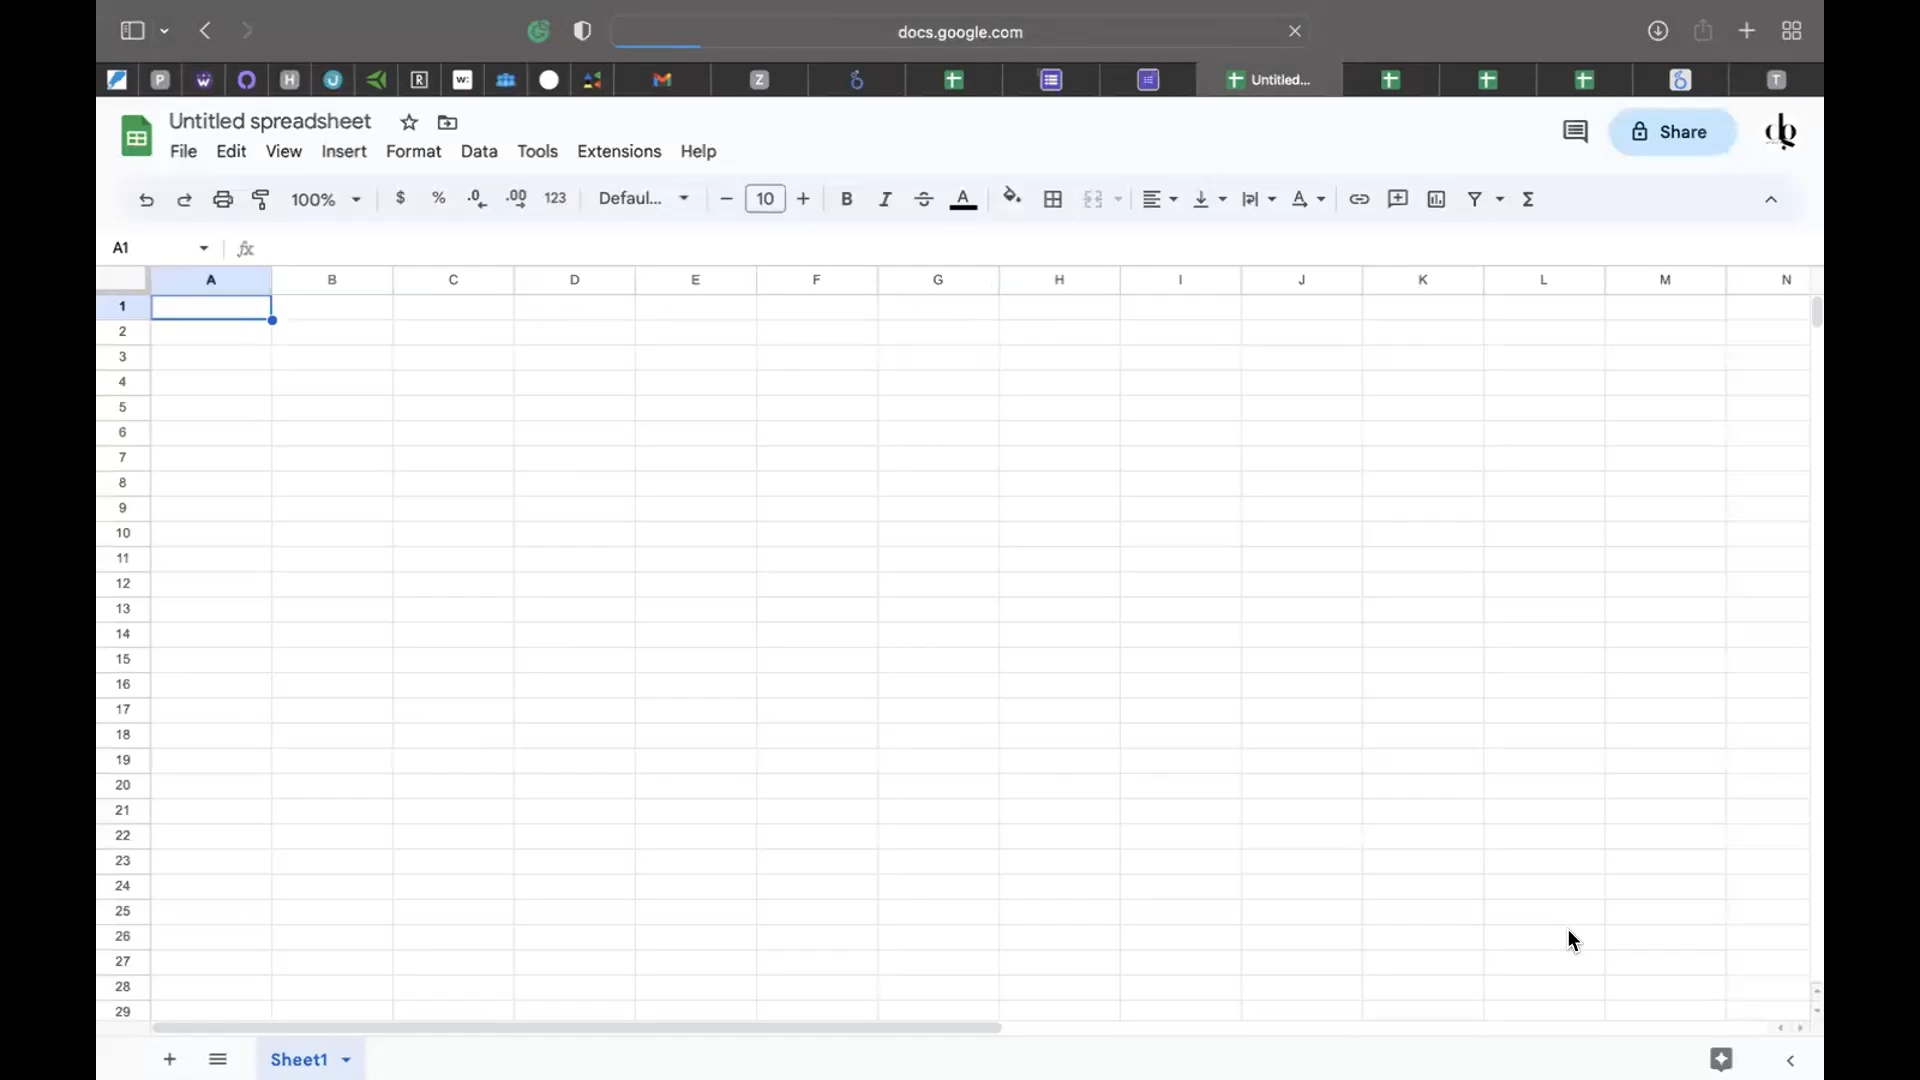 docs.google.com
P
H
R
w:
Z
Untitled...
T
Untitled spreadsheet
File Edit View Insert Format Data Tools Extensions Help
Share
100% $ % .0 .00 123 Defaul... − 10 + B I S A Σ
A1 fx
A B C D E F G H I J K L M N
1
2
3
4
5
6
7
8
9
10
11
12
13
14
15
16
17
18
19
20
21
22
23
24
25
26
27
28
29
Sheet1